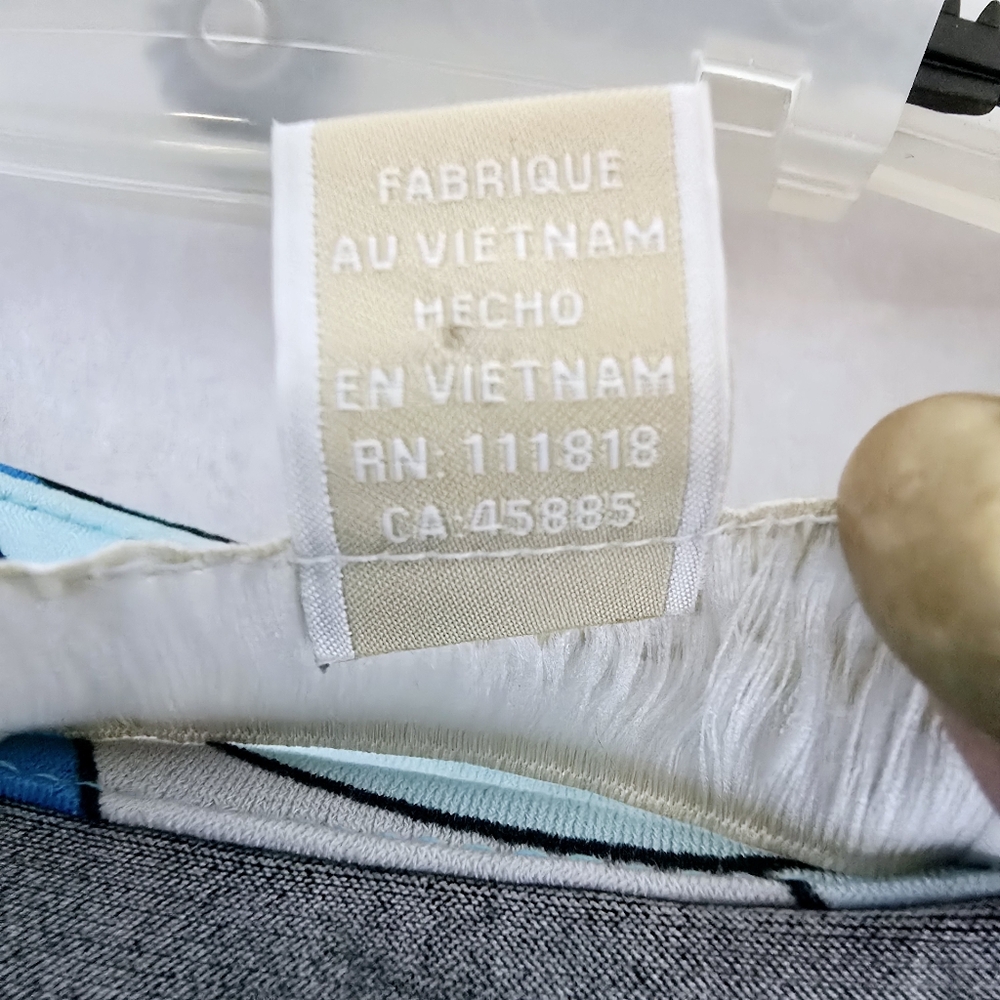 FABRIQUE
AU VIETNAM
HECHO
EN VIETNAM
RN: 111818
CA:45885